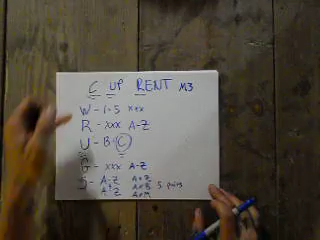 C UP RENT M3
W - 1-5 xxx
R - xxx A-Z
U - B C
G - xxx A-Z
S - A-Z A+Z
A+Z A+B 5 pairs
A+M